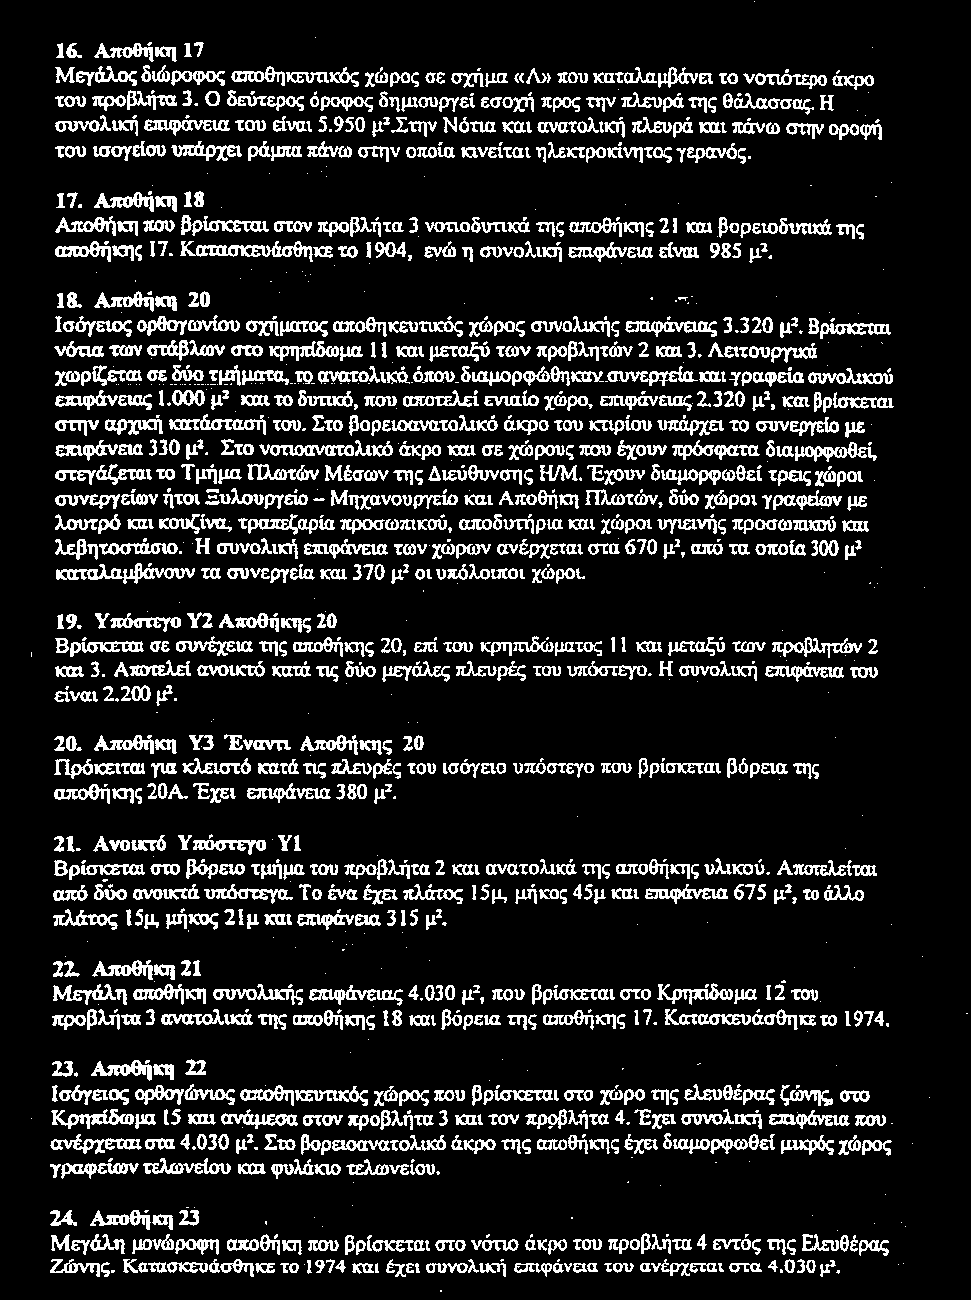 16. Αποθήκη 17
Μεγάλος διώροφος αποθηκευτικός χώρος σε σχήμα «Λ» που καταλαμβάνει το νοτιότερο άκρο
του προβλήτα 3. Ο δεύτερος όροφος δημιουργεί εσοχή προς την πλευρά της θάλασσας. Η
συνολική επιφάνεια του είναι 5.950 μ².Στην Νότια και ανατολική πλευρά και πάνω στην οροφή
του ισογείου υπάρχει ράμπα πάνω στην οποία κινείται ηλεκτροκίνητος γερανός.
17. Αποθήκη 18
Αποθήκη που βρίσκεται στον προβλήτα 3 νοτιοδυτικά της αποθήκης 21 και βορειοδυτικά της
αποθήκης 17. Κατασκευάσθηκε το 1904, ενώ η συνολική επιφάνεια είναι 985 μ².
18. Αποθήκη 20
Ισόγειος ορθογωνίου σχήματος αποθηκευτικός χώρος συνολικής επιφάνειας 3.320 μ². Βρίσκεται
νότια των στάβλων στο κρηπίδωμα 11 και μεταξύ των προβλητών 2 και 3. Λειτουργικά
χωρίζεται σε δύο τμήματα, το ανατολικό όπου διαμορφώθηκαν συνεργεία και γραφεία συνολικού
επιφάνειας 1.000 μ² και το δυτικό, που αποτελεί ενιαίο χώρο, επιφάνειας 2.320 μ², και βρίσκεται
στην αρχική κατάστασή του. Στο βορειοανατολικό άκρο του κτιρίου υπάρχει το συνεργείο με
επιφάνεια 330 μ². Στο νοτιοανατολικό άκρο και σε χώρους που έχουν πρόσφατα διαμορφωθεί,
στεγάζεται το Τμήμα Πλωτών Μέσων της Διεύθυνσης Η/Μ. Έχουν διαμορφωθεί τρεις χώροι
συνεργείων ήτοι Ξυλουργείο – Μηχανουργείο και Αποθήκη Πλωτών, δύο χώροι γραφείων με
λουτρό και κουζίνα, τραπεζαρία προσωπικού, αποδυτήρια και χώροι υγιεινής προσωπικού και
λεβητοστάσιο. Η συνολική επιφάνεια των χώρων ανέρχεται στα 670 μ², από τα οποία 300 μ²
καταλαμβάνουν τα συνεργεία και 370 μ² οι υπόλοιποι χώροι.
19. Υπόστεγο Υ2 Αποθήκης 20
Βρίσκεται σε συνέχεια της αποθήκης 20, επί του κρηπιδώματος 11 και μεταξύ των προβλητών 2
και 3. Αποτελεί ανοικτό κατά τις δύο μεγάλες πλευρές του υπόστεγο. Η συνολική επιφάνεια του
είναι 2.200 μ².
20. Αποθήκη Υ3 Έναντι Αποθήκης 20
Πρόκειται για κλειστό κατά τις πλευρές του ισόγειο υπόστεγο που βρίσκεται βόρεια της
αποθήκης 20Α. Έχει επιφάνεια 380 μ².
21. Ανοικτό Υπόστεγο Υ1
Βρίσκεται στο βόρειο τμήμα του προβλήτα 2 και ανατολικά της αποθήκης υλικού. Αποτελείται
από δύο ανοικτά υπόστεγα. Το ένα έχει πλάτος 15μ, μήκος 45μ και επιφάνεια 675 μ², το άλλο
πλάτος 15μ, μήκος 21μ και επιφάνεια 315 μ².
22. Αποθήκη 21
Μεγάλη αποθήκη συνολικής επιφάνειας 4.030 μ², που βρίσκεται στο Κρηπίδωμα 12 του
προβλήτα 3 ανατολικά της αποθήκης 18 και βόρεια της αποθήκης 17. Κατασκευάσθηκε το 1974.
23. Αποθήκη 22
Ισόγειος ορθογώνιος αποθηκευτικός χώρος που βρίσκεται στο χώρο της ελευθέρας ζώνης, στο
Κρηπίδωμα 15 και ανάμεσα στον προβλήτα 3 και τον προβλήτα 4. Έχει συνολική επιφάνεια που
ανέρχεται στα 4.030 μ². Στο βορειοανατολικό άκρο της αποθήκης έχει διαμορφωθεί μικρός χώρος
γραφείων τελωνείου και φυλάκιο τελωνείου.
24. Αποθήκη 23
Μεγάλη μονώροφη αποθήκη που βρίσκεται στο νότιο άκρο του προβλήτα 4 εντός της Ελευθέρας
Ζώνης. Κατασκευάσθηκε το 1974 και έχει συνολική επιφάνεια του ανέρχεται στα 4.030 μ².